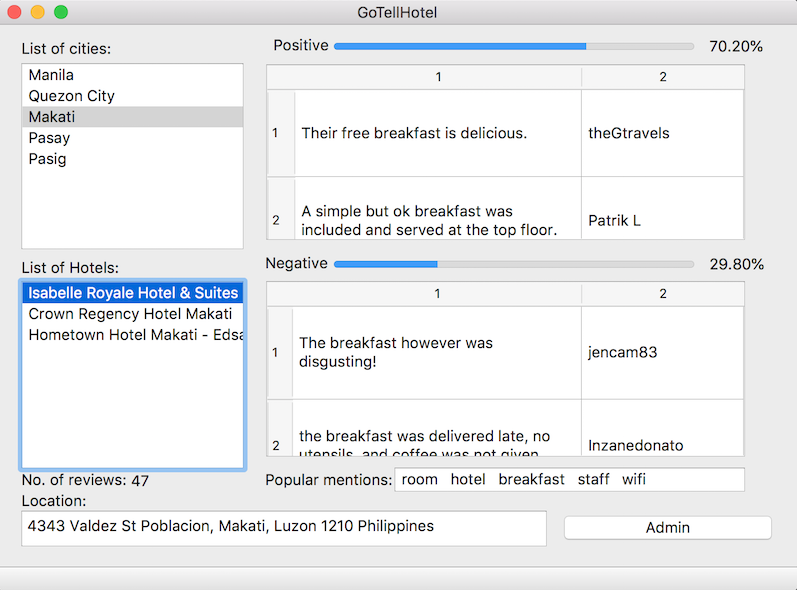 GoTellHotel
List of cities:
Manila
Quezon City
Makati
Pasay
Pasig
List of Hotels:
Isabelle Royale Hotel & Suites
Crown Regency Hotel Makati
Hometown Hotel Makati - Edsa
No. of reviews: 47
Location:
4343 Valdez St Poblacion, Makati, Luzon 1210 Philippines
Positive 70.20%
1 2
1 Their free breakfast is delicious. theGtravels
2 A simple but ok breakfast was
included and served at the top floor. Patrik L
Negative 29.80%
1 2
1 The breakfast however was
disgusting! jencam83
2 the breakfast was delivered late, no
utensils, and coffee was not given Inzanedonato
Popular mentions: room hotel breakfast staff wifi
Admin